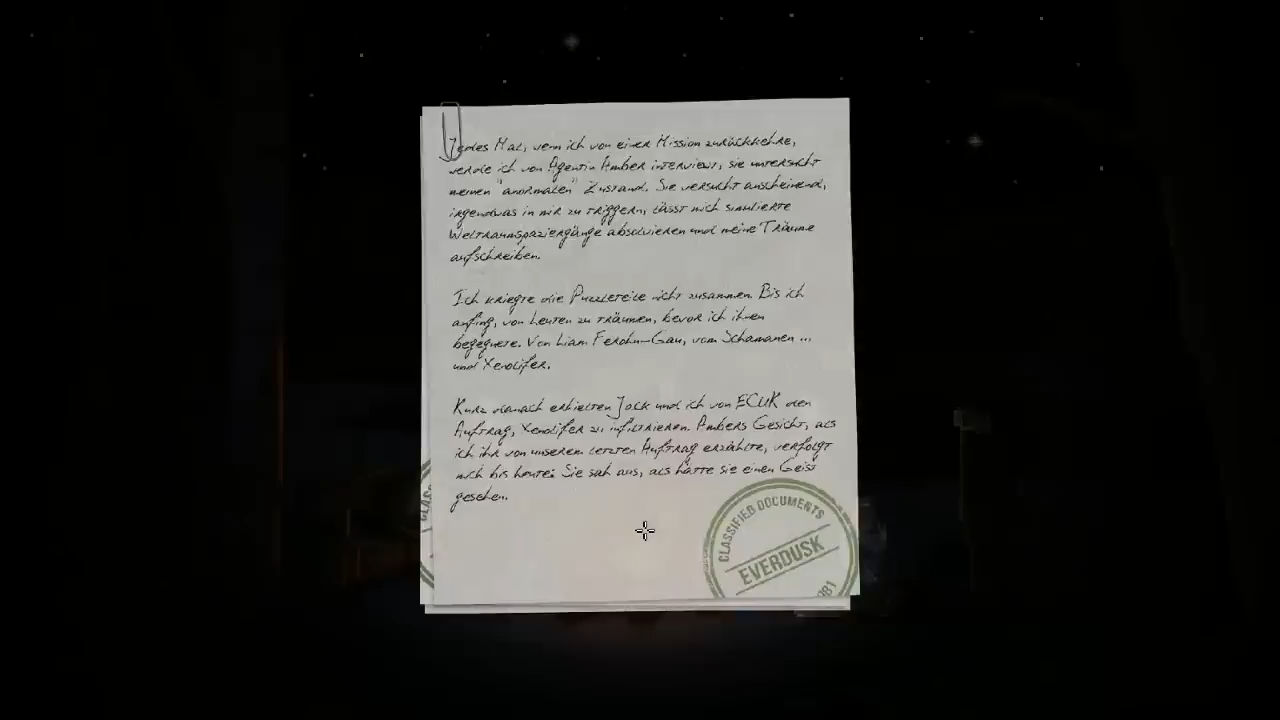 Jedes Mal, wenn ich von einer Mission zurückkehre,
werde ich von Agentin Amber interviewt, sie untersucht
meinen "anormalen" Zustand. Sie versucht anscheinend,
irgendwas in mir zu triggern, lässt mich simulierte
Weltraumspaziergänge absolvieren und meine Träume
aufschreiben.
Ich kriegte die Puzzleteile nicht zusammen. Bis ich
anfing, von Leuten zu träumen, bevor ich ihnen
begegnete. Von Liam vom Schamanen ...
und Xenolifer.
Kurz danach erhielten Jack und ich von den
Auftrag, Xenolifer zu infiltrieren. Ambers Gesicht, als
ich ihr von unserem letzten Auftrag erzählte, verfolgt
mich bis heute: Sie sah aus, als hätte sie einen Geist
gesehen.
CLASSIFIED DOCUMENTS
EVERDUSK